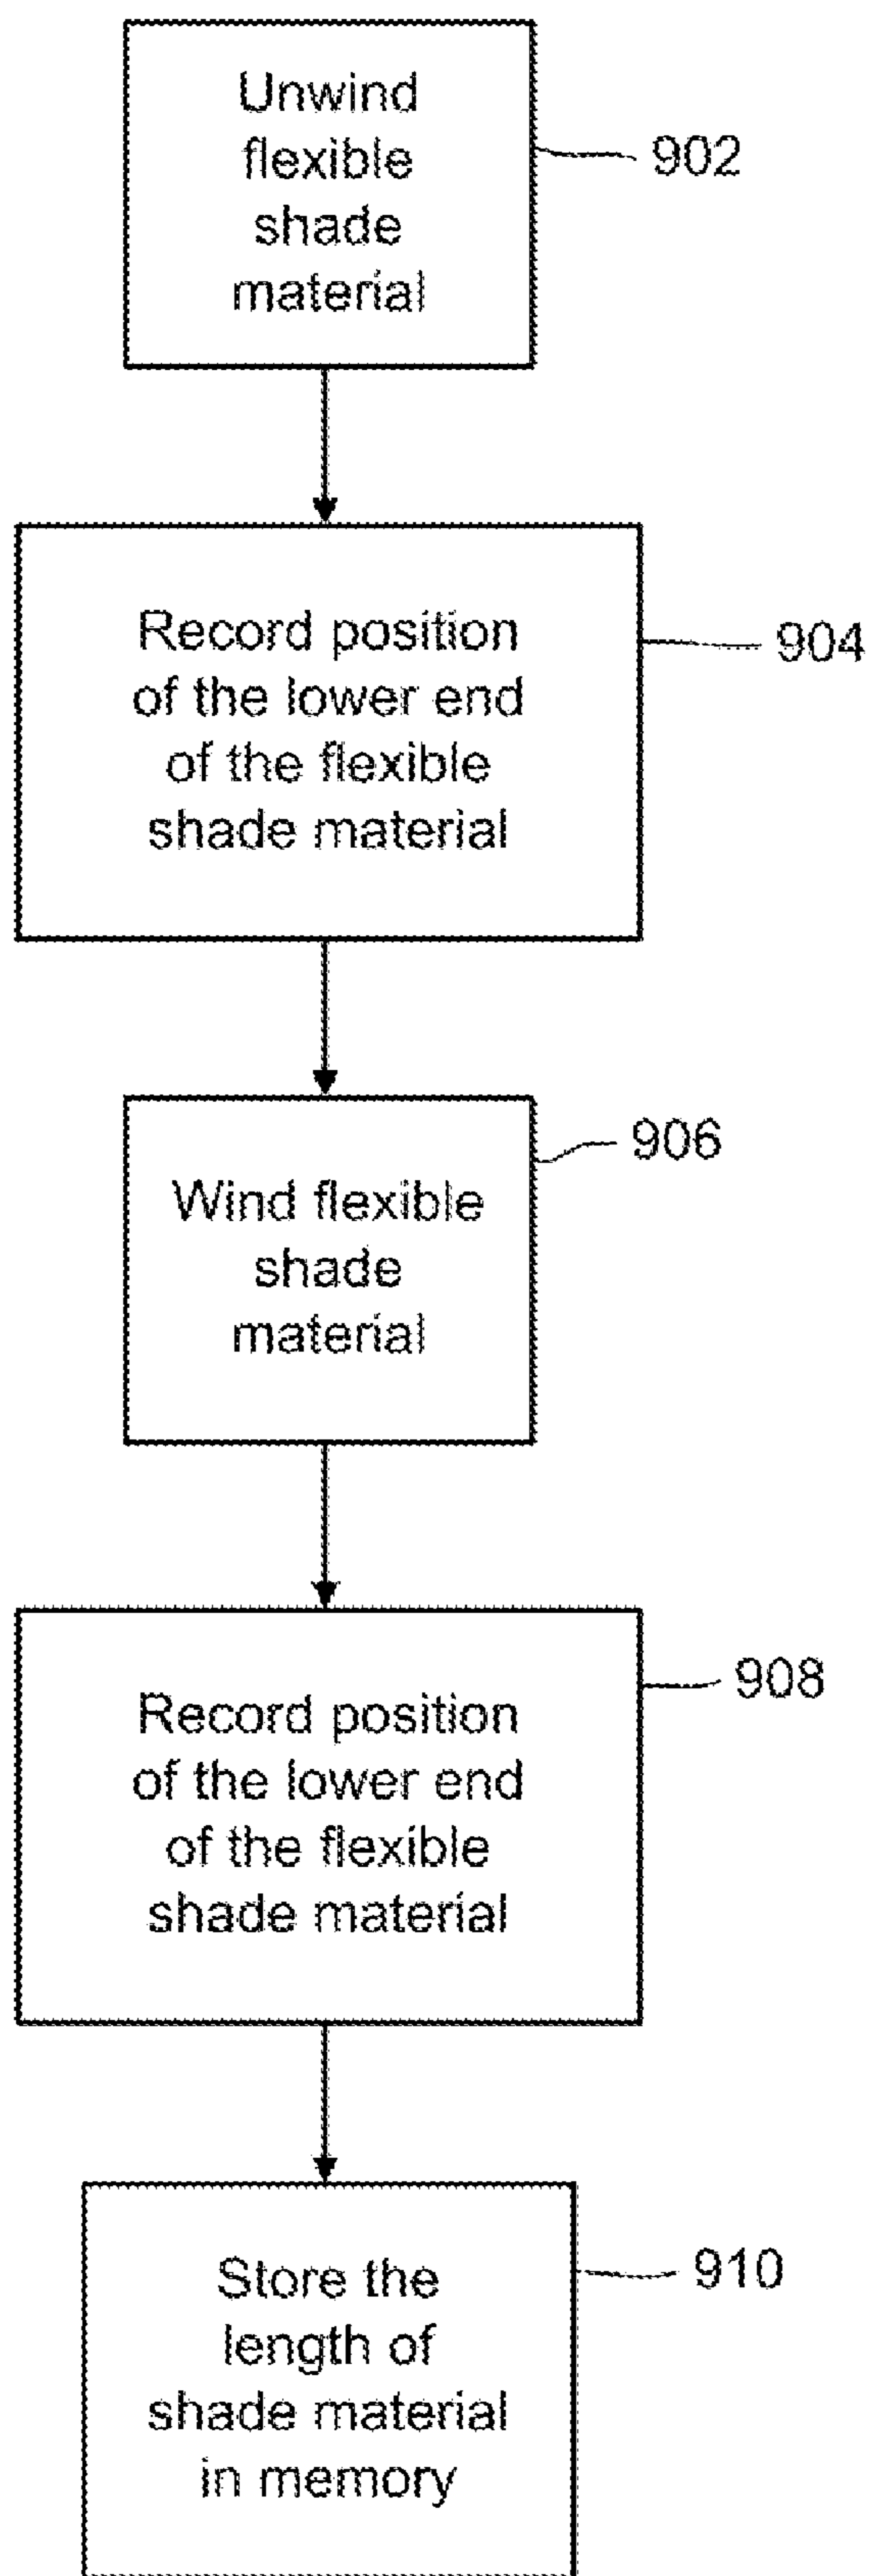 Unwind
flexible
shade
material
902
Record position
of the lower end
of the flexible
shade material
904
Wind flexible
shade
material
906
Record position
of the lower end
of the flexible
shade material
908
Store the
length of
shade material
in memory
910